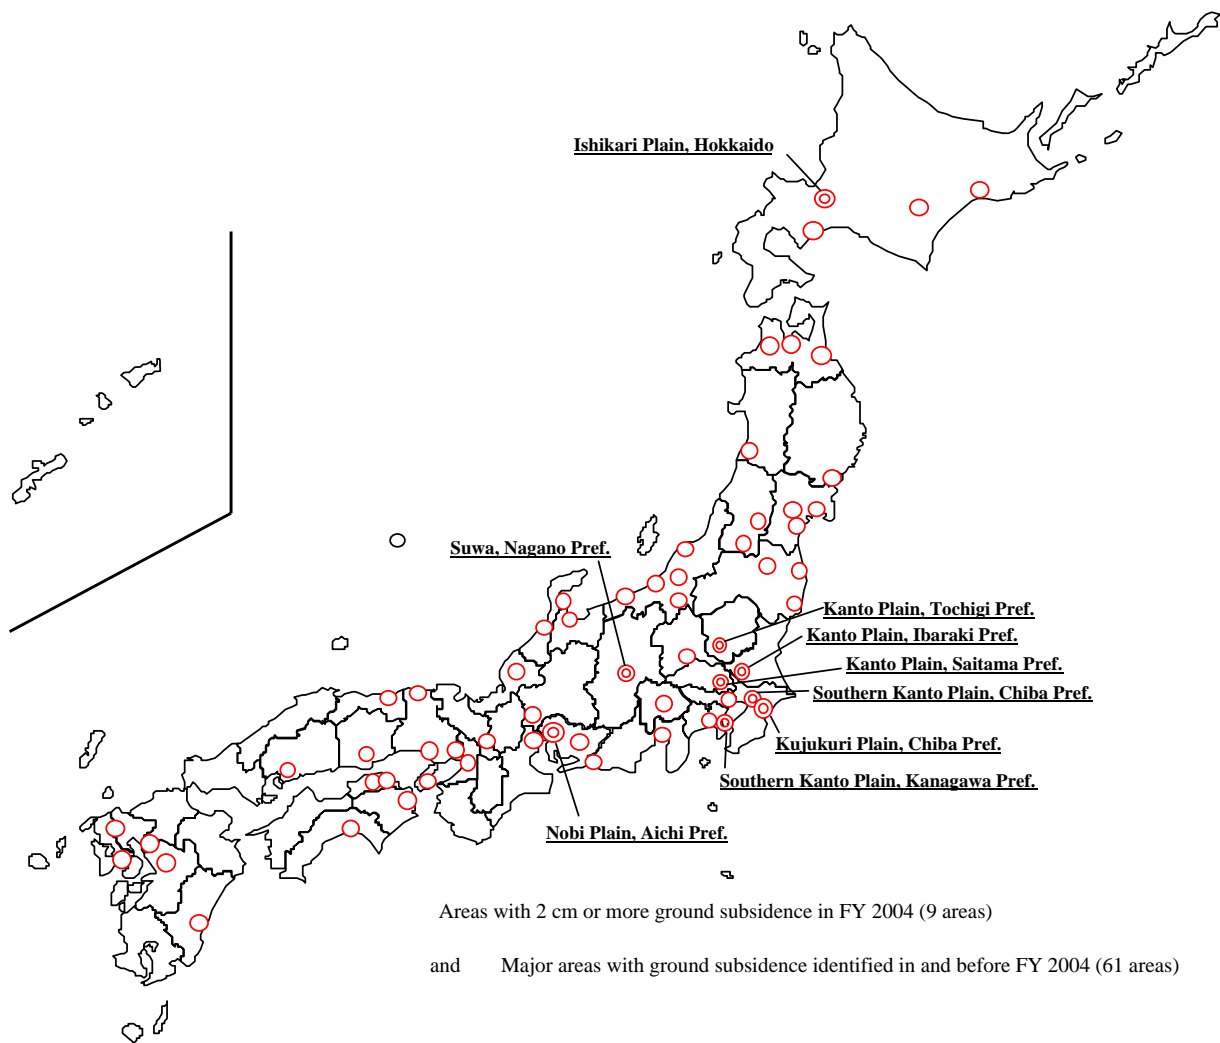 Ishikari Plain, Hokkaido
Suwa, Nagano Pref.
Kanto Plain, Tochigi Pref.
Kanto Plain, Ibaraki Pref.
Kanto Plain, Saitama Pref.
Southern Kanto Plain, Chiba Pref.
Kujukuri Plain, Chiba Pref.
Southern Kanto Plain, Kanagawa Pref.
Nobi Plain, Aichi Pref.
Areas with 2 cm or more ground subsidence in FY 2004 (9 areas)
and Major areas with ground subsidence identified in and before FY 2004 (61 areas)